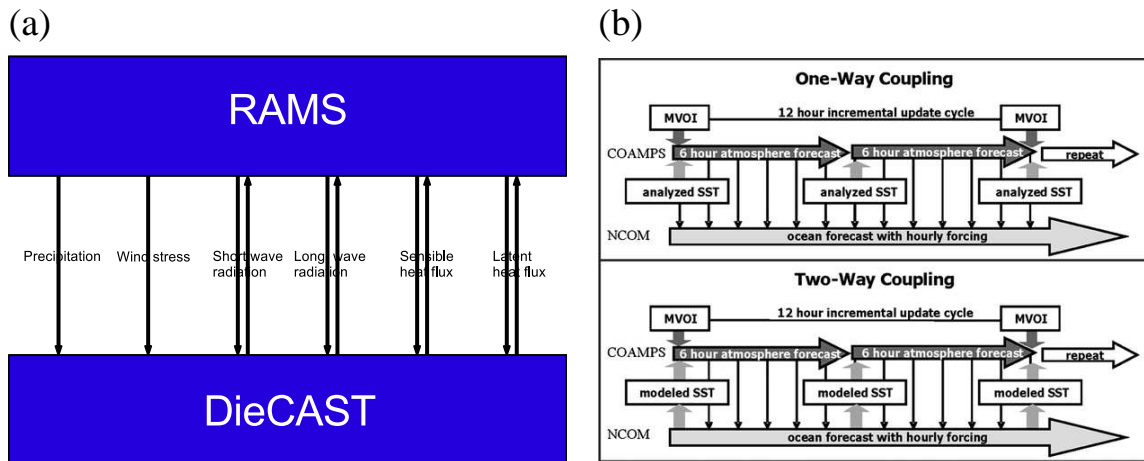 (a)
RAMS
Precipitation
Wind stress
Short wave
radiation
Long wave
radiation
Sensible
heat flux
Latent
heat flux
DieCAST
(b)
One-Way Coupling
MVOI
12 hour incremental update cycle
MVOI
COAMPS
6 hour atmosphere forecast
6 hour atmosphere forecast
repeat
analyzed SST
analyzed SST
analyzed SST
NCOM
ocean forecast with hourly forcing
Two-Way Coupling
MVOI
12 hour incremental update cycle
MVOI
COAMPS
6 hour atmosphere forecast
6 hour atmosphere forecast
repeat
modeled SST
modeled SST
modeled SST
NCOM
ocean forecast with hourly forcing